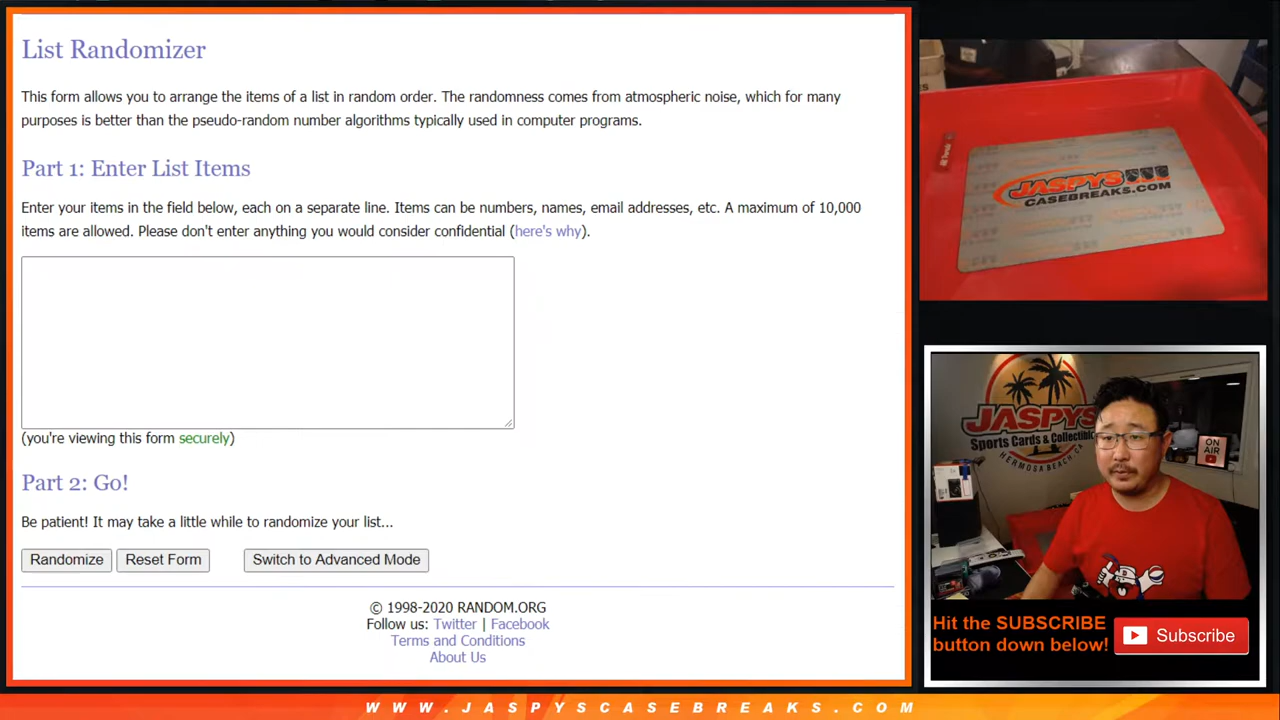 List Randomizer
This form allows you to arrange the items of a list in random order. The randomness comes from atmospheric noise, which for many
purposes is better than the pseudo-random number algorithms typically used in computer programs.
Part 1: Enter List Items
Enter your items in the field below, each on a separate line. Items can be numbers, names, email addresses, etc. A maximum of 10,000
items are allowed. Please don't enter anything you would consider confidential (here's why).
(you're viewing this form securely)
Part 2: Go!
Be patient! It may take a little while to randomize your list...
Randomize
Reset Form
Switch to Advanced Mode
© 1998-2020 RANDOM.ORG
Follow us: Twitter | Facebook
Terms and Conditions
About Us
JASPYS
CASEBREAKS.COM
JASPYS
Sports Cards & Collectibles
HERMOSA BEACH, CA
ON
AIR
Hit the SUBSCRIBE
button down below!
Subscribe
WWW.JASPYSCASEBREAKS.COM